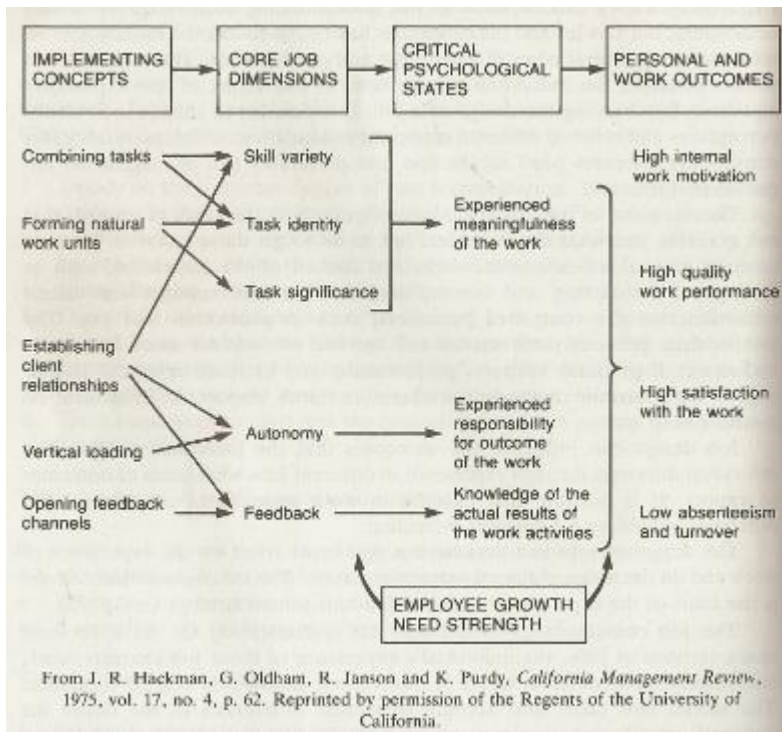 IMPLEMENTING
CONCEPTS
CORE JOB
DIMENSIONS
CRITICAL
PSYCHOLOGICAL
STATES
PERSONAL AND
WORK OUTCOMES
Combining tasks
Skill variety
High internal
work motivation
Forming natural
work units
Task identity
Experienced
meaningfulness
of the work
Task significance
High quality
work performance
Establishing
client
relationships
High satisfaction
with the work
Vertical loading
Autonomy
Experienced
responsibility
for outcome
of the work
Opening feedback
channels
Feedback
Knowledge of the
actual results of
the work activities
Low absenteeism
and turnover
EMPLOYEE GROWTH
NEED STRENGTH
From J. R. Hackman, G. Oldham, R. Janson and K. Purdy, California Management Review,
1975, vol. 17, no. 4, p. 62. Reprinted by permission of the Regents of the University of
California.